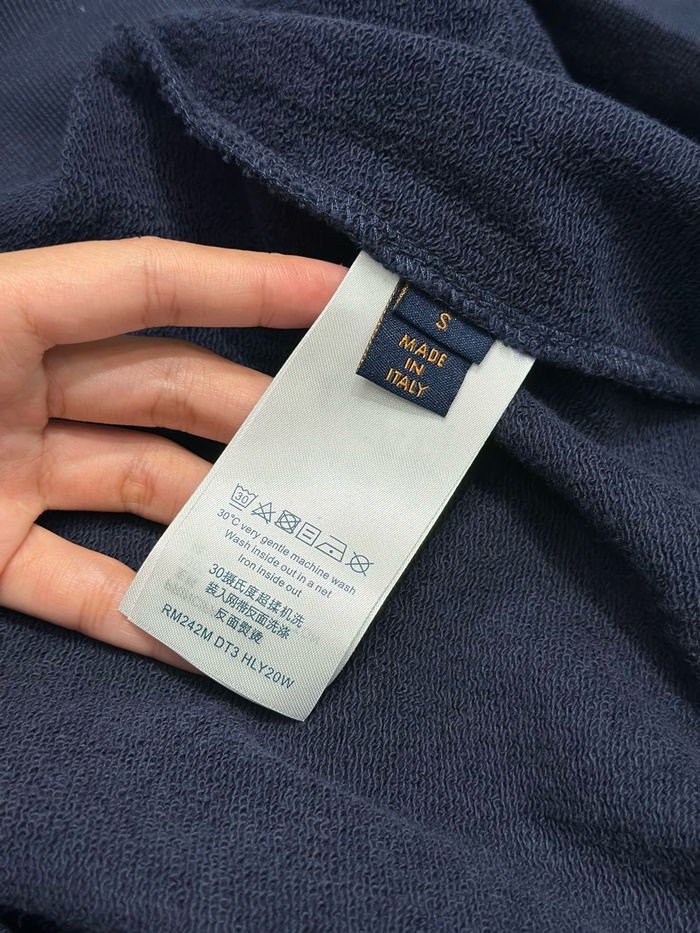 S
MADE
IN
ITALY
30
30°C very gentle machine wash
Wash inside out in a net
Iron inside out
30摄氏度超揉机洗
装入网带反面洗涤
反面熨烫
RM242M DT3 HLY20W